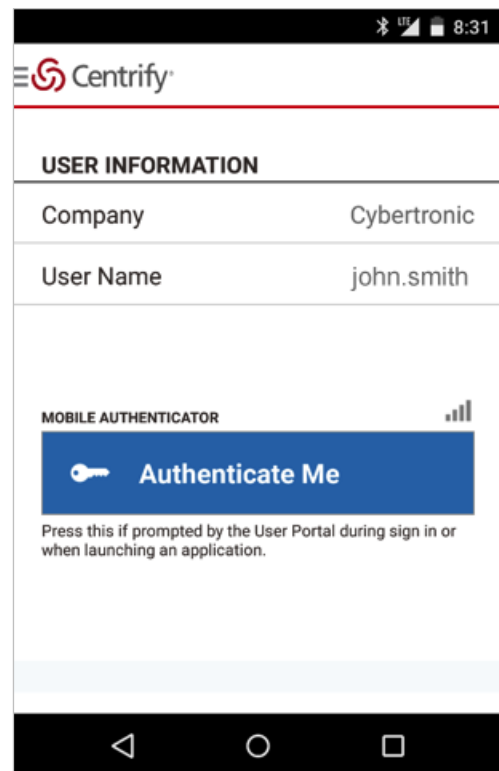 LTE 8:31
Centrify
USER INFORMATION
Company Cybertronic
User Name john.smith
MOBILE AUTHENTICATOR
Authenticate Me
Press this if prompted by the User Portal during sign in or
when launching an application.